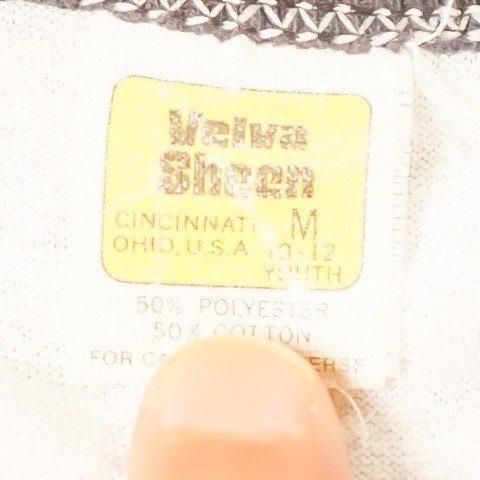 Velva
Sheen
CINCINNATI M
OHIO, U.S.A. 10-12
YOUTH
50% POLYESTER
50% COTTON
FOR